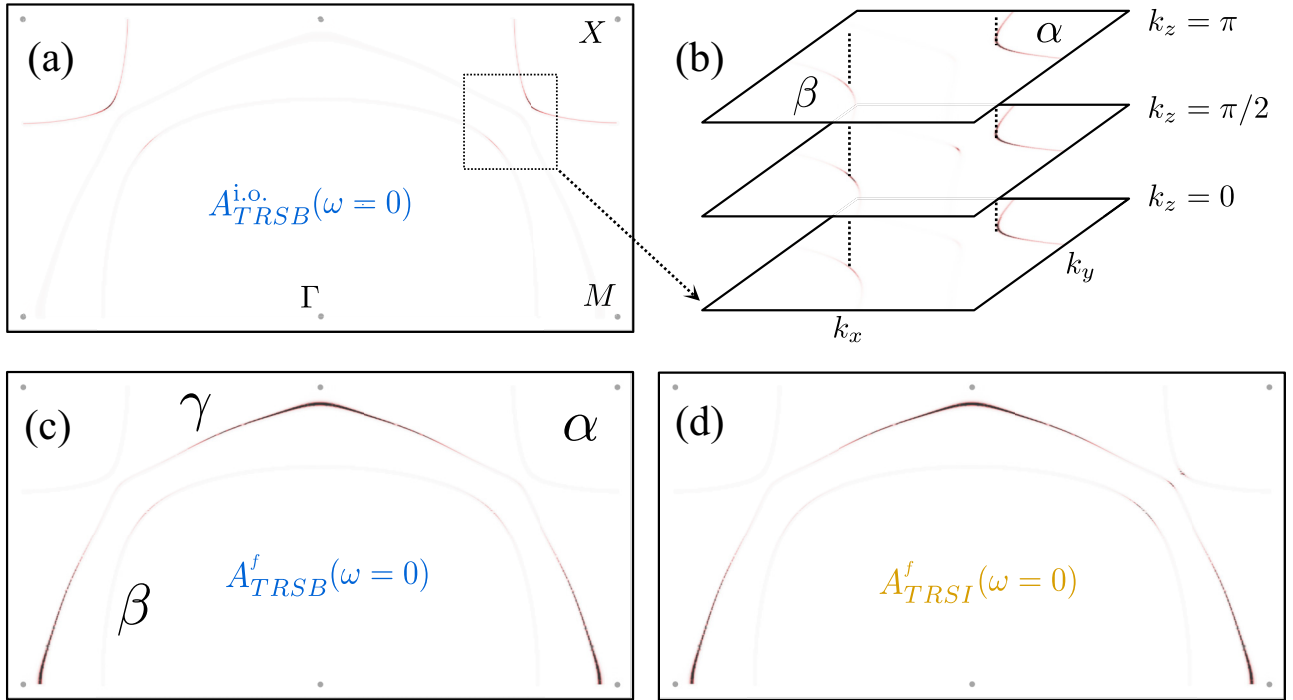 (a)
X
A^{i.o.}_{TRSB}(ω = 0)
Γ
M
(b)
α
β
k_z = π
k_z = π/2
k_z = 0
k_y
k_x
(c)
γ
α
β
A^f_{TRSB}(ω = 0)
(d)
A^f_{TRSI}(ω = 0)